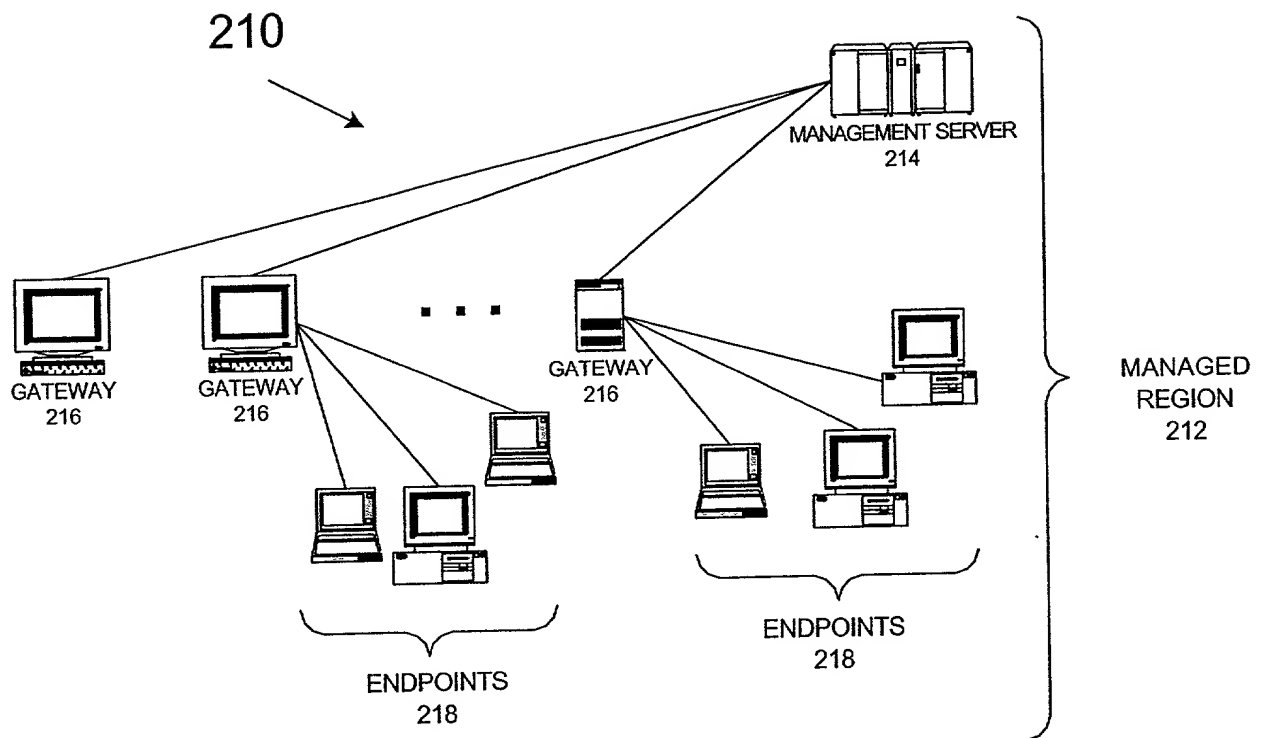 210
MANAGEMENT SERVER
214
GATEWAY
216
GATEWAY
216
GATEWAY
216
MANAGED
REGION
212
ENDPOINTS
218
ENDPOINTS
218